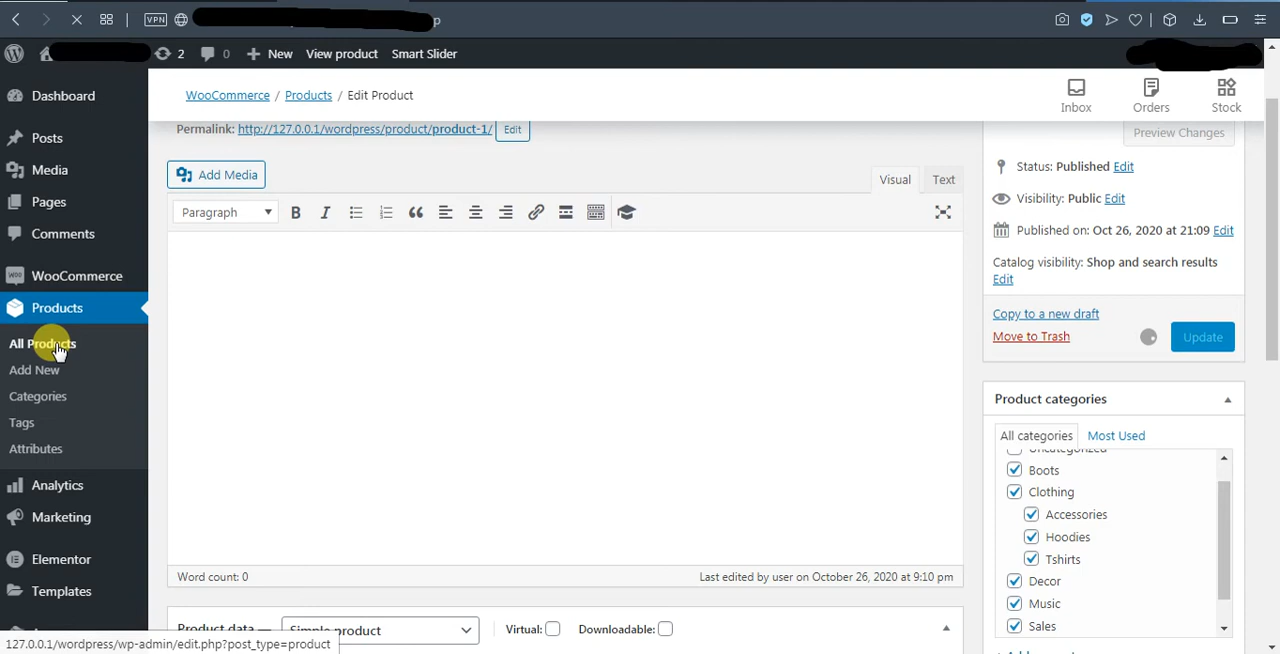 VPN p
2 0 New View product Smart Slider
Dashboard
Posts
Media
Pages
Comments
WooCommerce
Products
All Products
Add New
Categories
Tags
Attributes
Analytics
Marketing
Elementor
Templates
WooCommerce / Products / Edit Product
Inbox Orders Stock
Permalink: http://127.0.0.1/wordpress/product/product-1/ Edit
Add Media
Visual Text
Paragraph
Word count: 0 Last edited by user on October 26, 2020 at 9:10 pm
Product data — Simple product Virtual: Downloadable:
Preview Changes
Status: Published Edit
Visibility: Public Edit
Published on: Oct 26, 2020 at 21:09 Edit
Catalog visibility: Shop and search results
Edit
Copy to a new draft
Move to Trash Update
Product categories
All categories Most Used
Uncategorized
Boots
Clothing
Accessories
Hoodies
Tshirts
Decor
Music
Sales
127.0.0.1/wordpress/wp-admin/edit.php?post_type=product